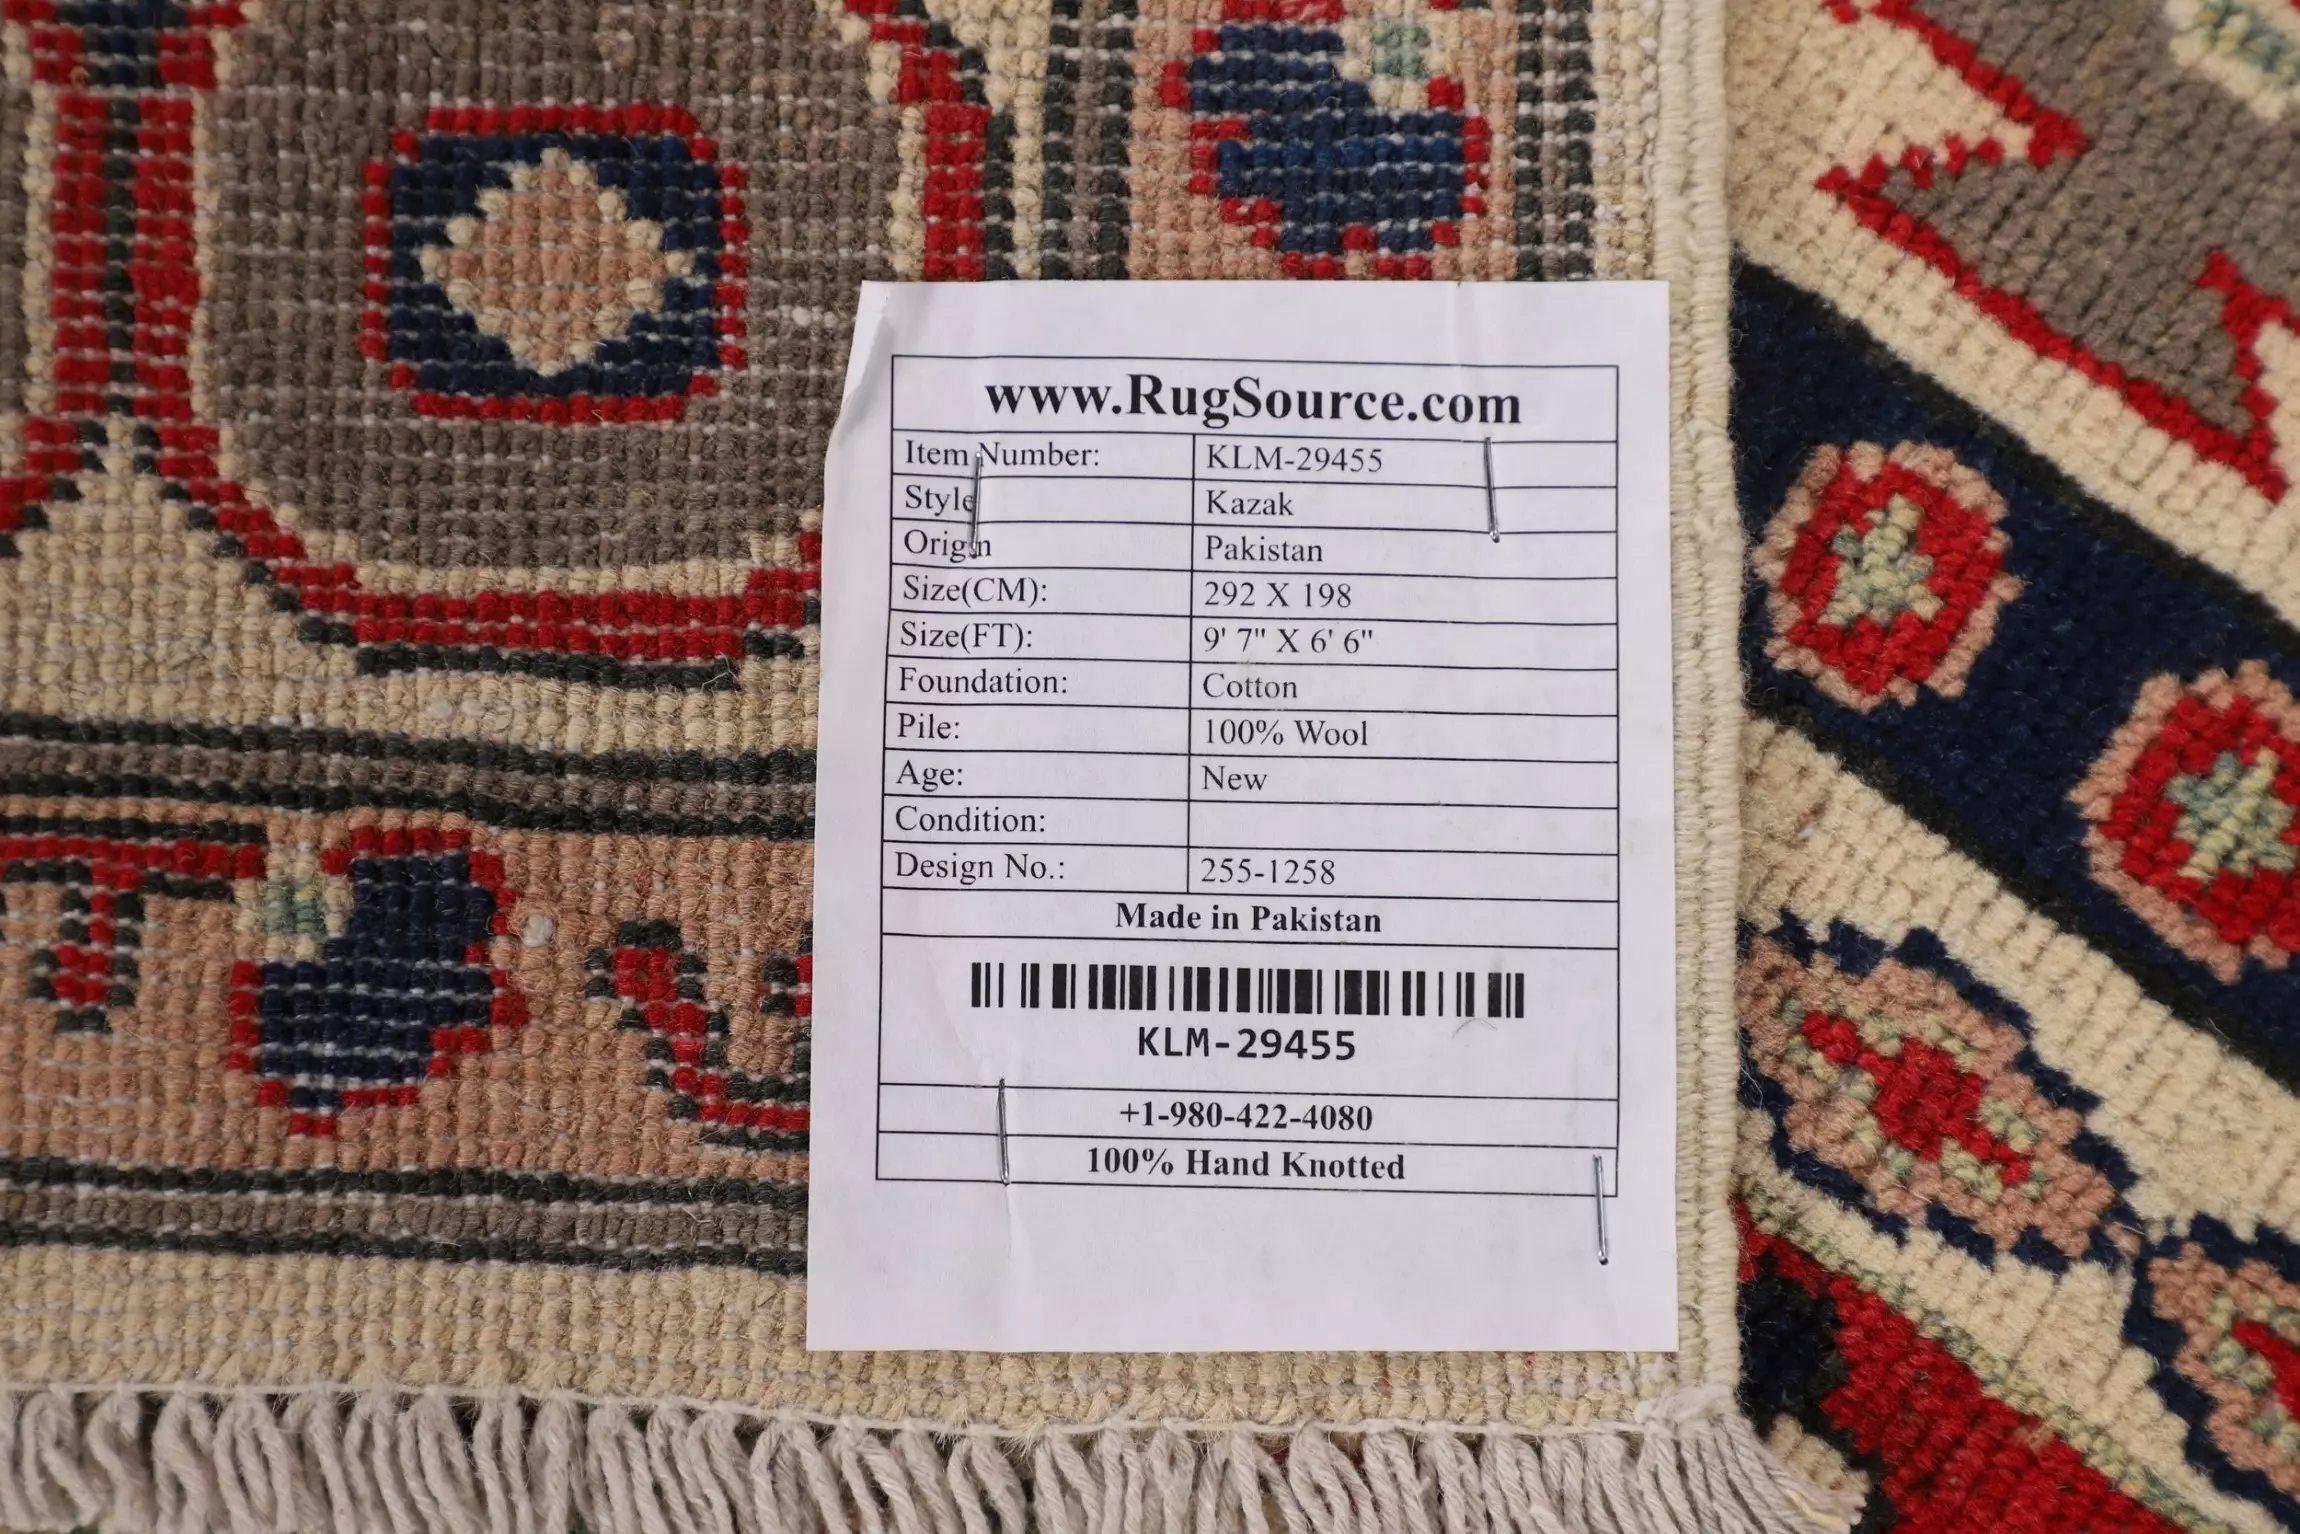 www.RugSource.com
Item Number: KLM-29455
Style Kazak
Origin Pakistan
Size(CM): 292 X 198
Size(FT): 9' 7" X 6' 6"
Foundation: Cotton
Pile: 100% Wool
Age: New
Condition:
Design No.: 255-1258
Made in Pakistan
KLM-29455
+1-980-422-4080
100% Hand Knotted